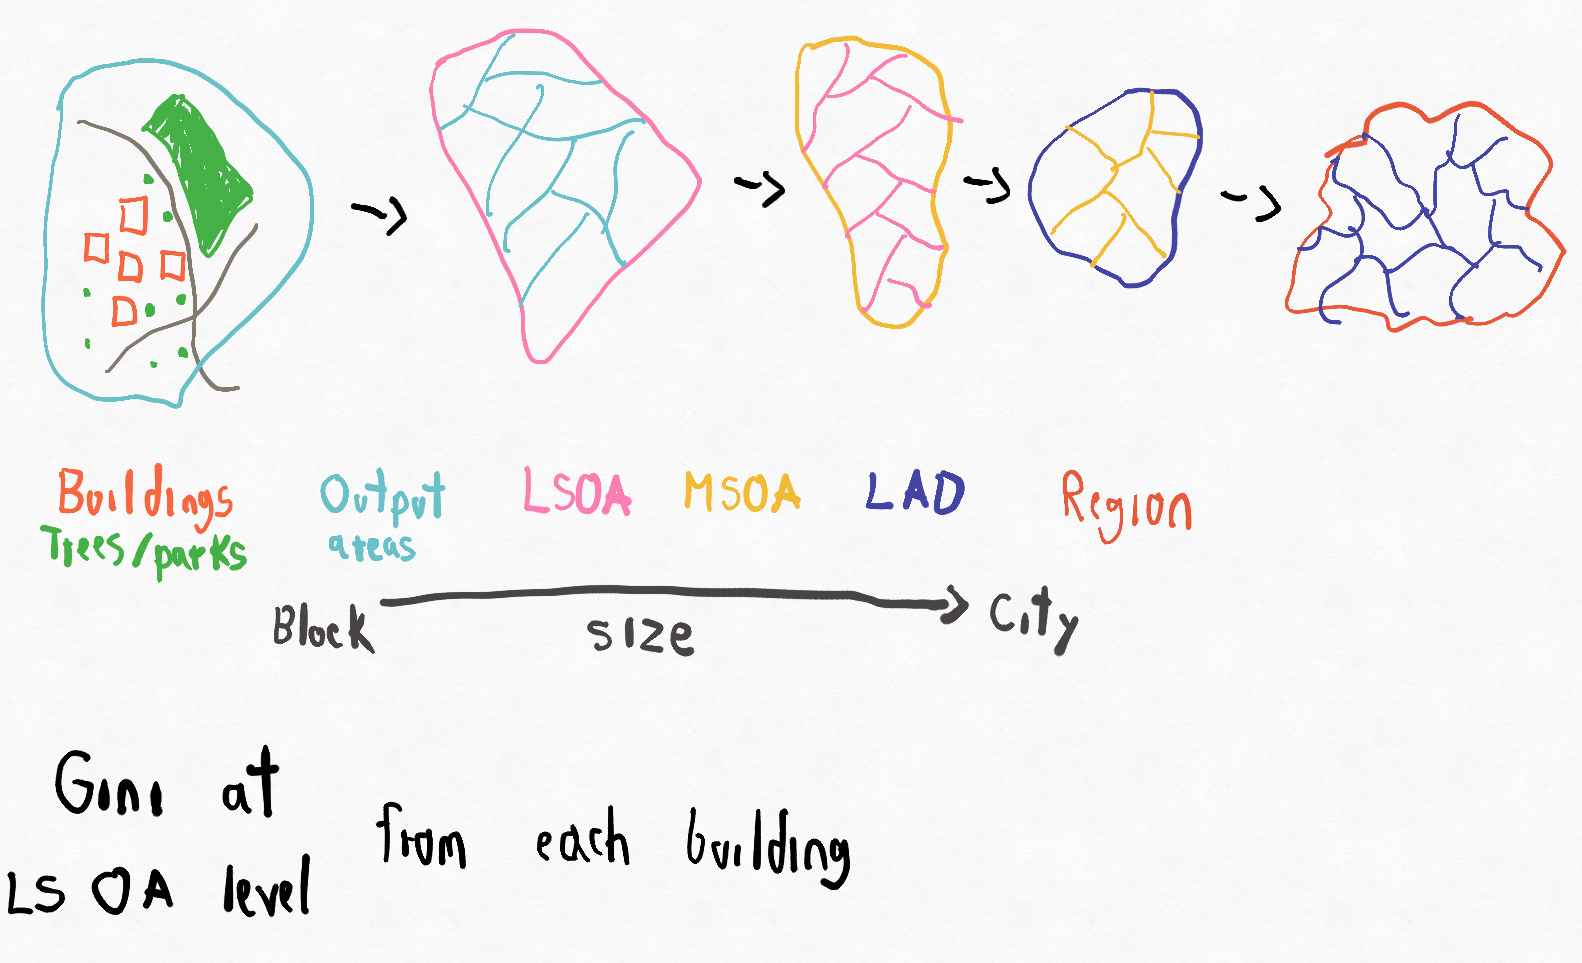 Buildings
Trees/parks
Output
areas
LSOA
MSOA
LAD
Region
Block
size
City
Gini at
LSOA level
from each building